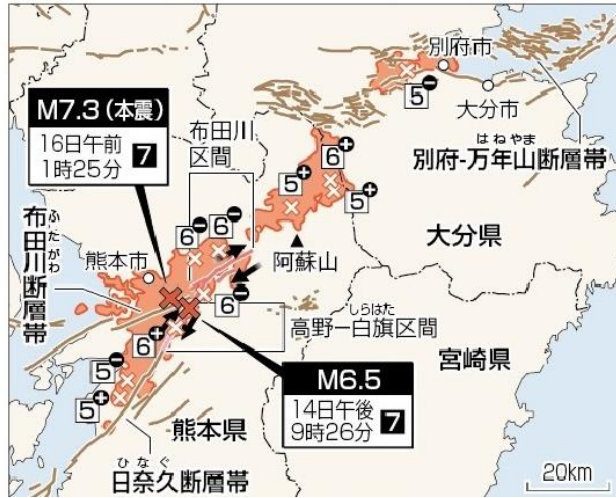 別府市
5−
大分市
はねやま
別府-万年山断層帯
M7.3(本震)
16日午前
1時25分 7
布田川
区間
6+
5+
5+
大分県
ふたがわ
布田川断層帯
熊本市
6−
6−
阿蘇山
6−
しらはた
高野ー白旗区間
宮崎県
6+
5−
5+
M6.5
14日午後
9時26分 7
熊本県
ひなぐ
日奈久断層帯
20km